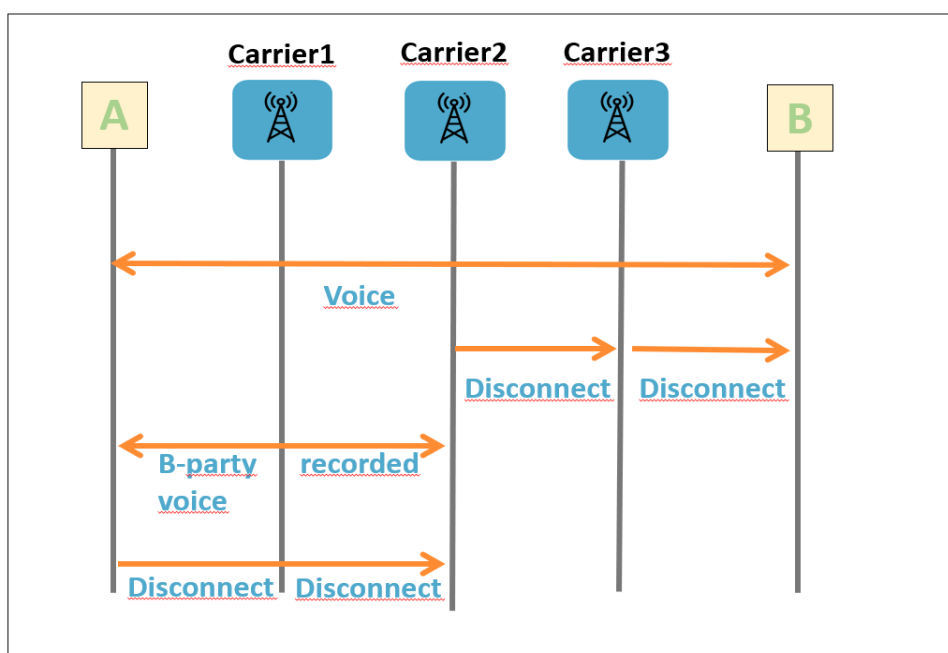 Carrier1 Carrier2 Carrier3
A B
Voice
Disconnect Disconnect
B-party recorded
voice
Disconnect Disconnect